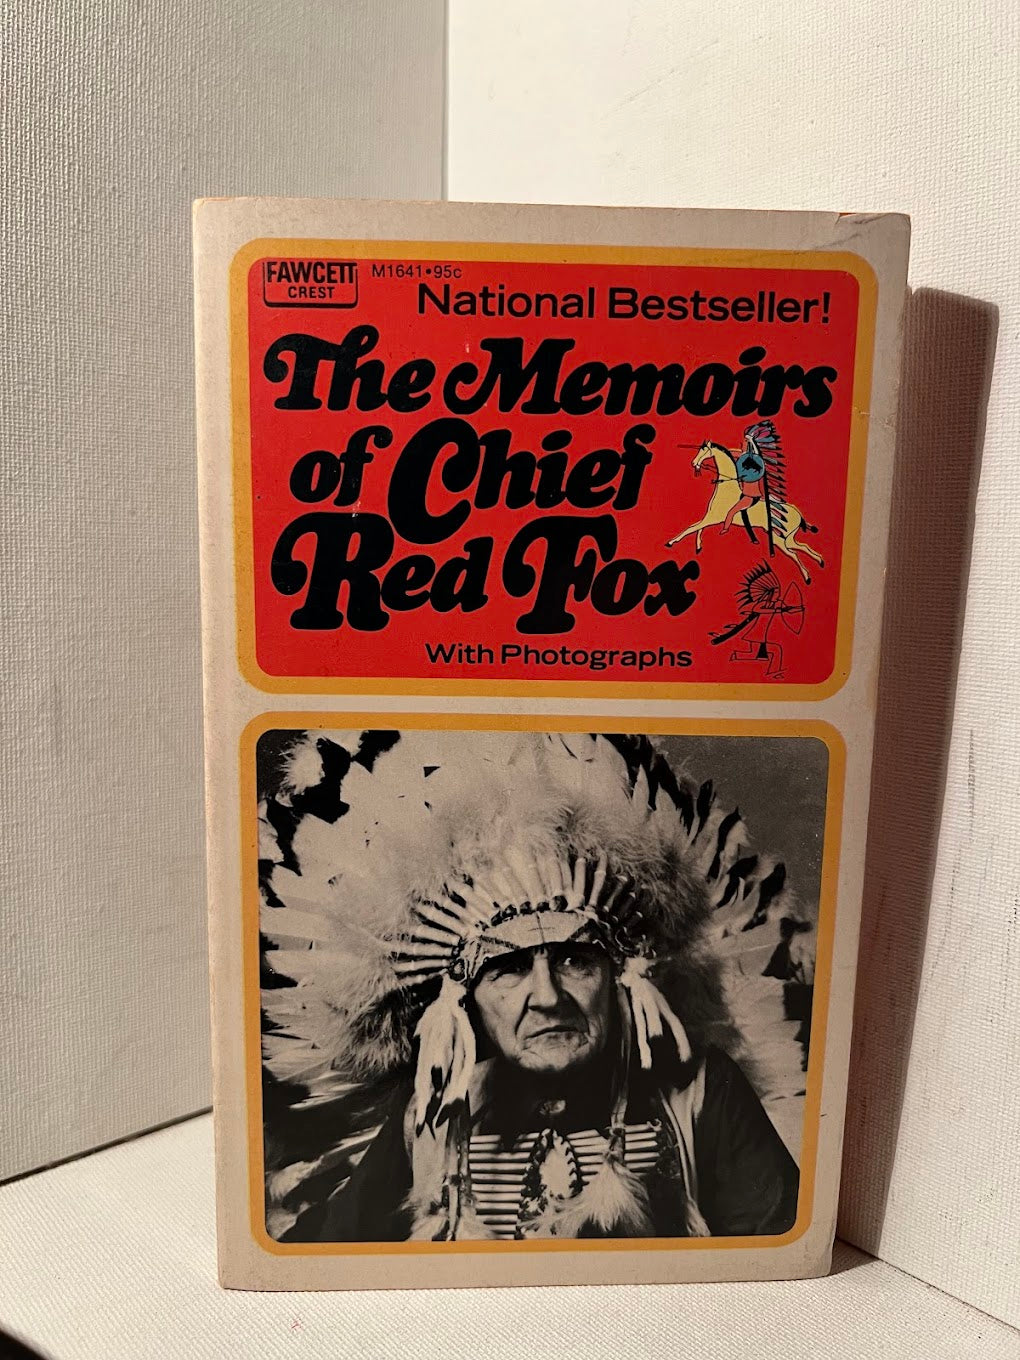 FAWCETT
CREST
M1641•95c
National Bestseller!
The Memoirs
of Chief
Red Fox
With Photographs